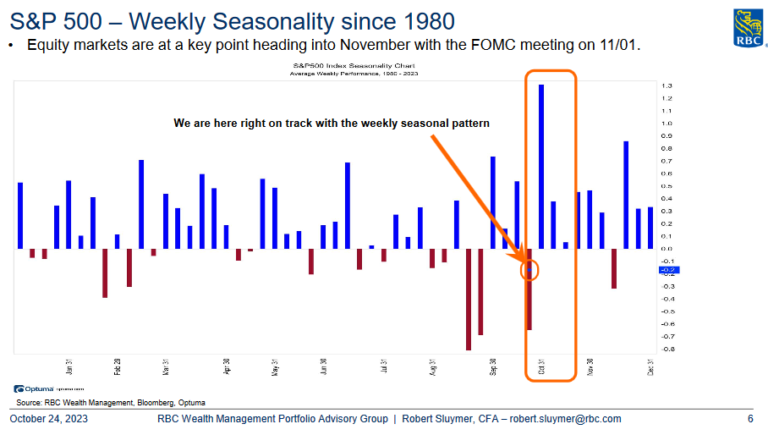 S&P 500 – Weekly Seasonality since 1980
RBC
• Equity markets are at a key point heading into November with the FOMC meeting on 11/01.
S&P500 Index Seasonality Chart
Average Weekly Performance, 1980 - 2023
We are here right on track with the weekly seasonal pattern
1.3
1.2
1.1
1.0
0.9
0.8
0.7
0.6
0.5
0.4
0.3
0.2
0.1
0.0
-0.1
-0.2
-0.3
-0.4
-0.5
-0.6
-0.7
-0.8
Jan 31
Feb 28
Mar 31
Apr 30
May 31
Jun 30
Jul 31
Aug 31
Sep 30
Oct 31
Nov 30
Dec 31
Optuma
Source: RBC Wealth Management, Bloomberg, Optuma
October 24, 2023
RBC Wealth Management Portfolio Advisory Group | Robert Sluymer, CFA – robert.sluymer@rbc.com
6